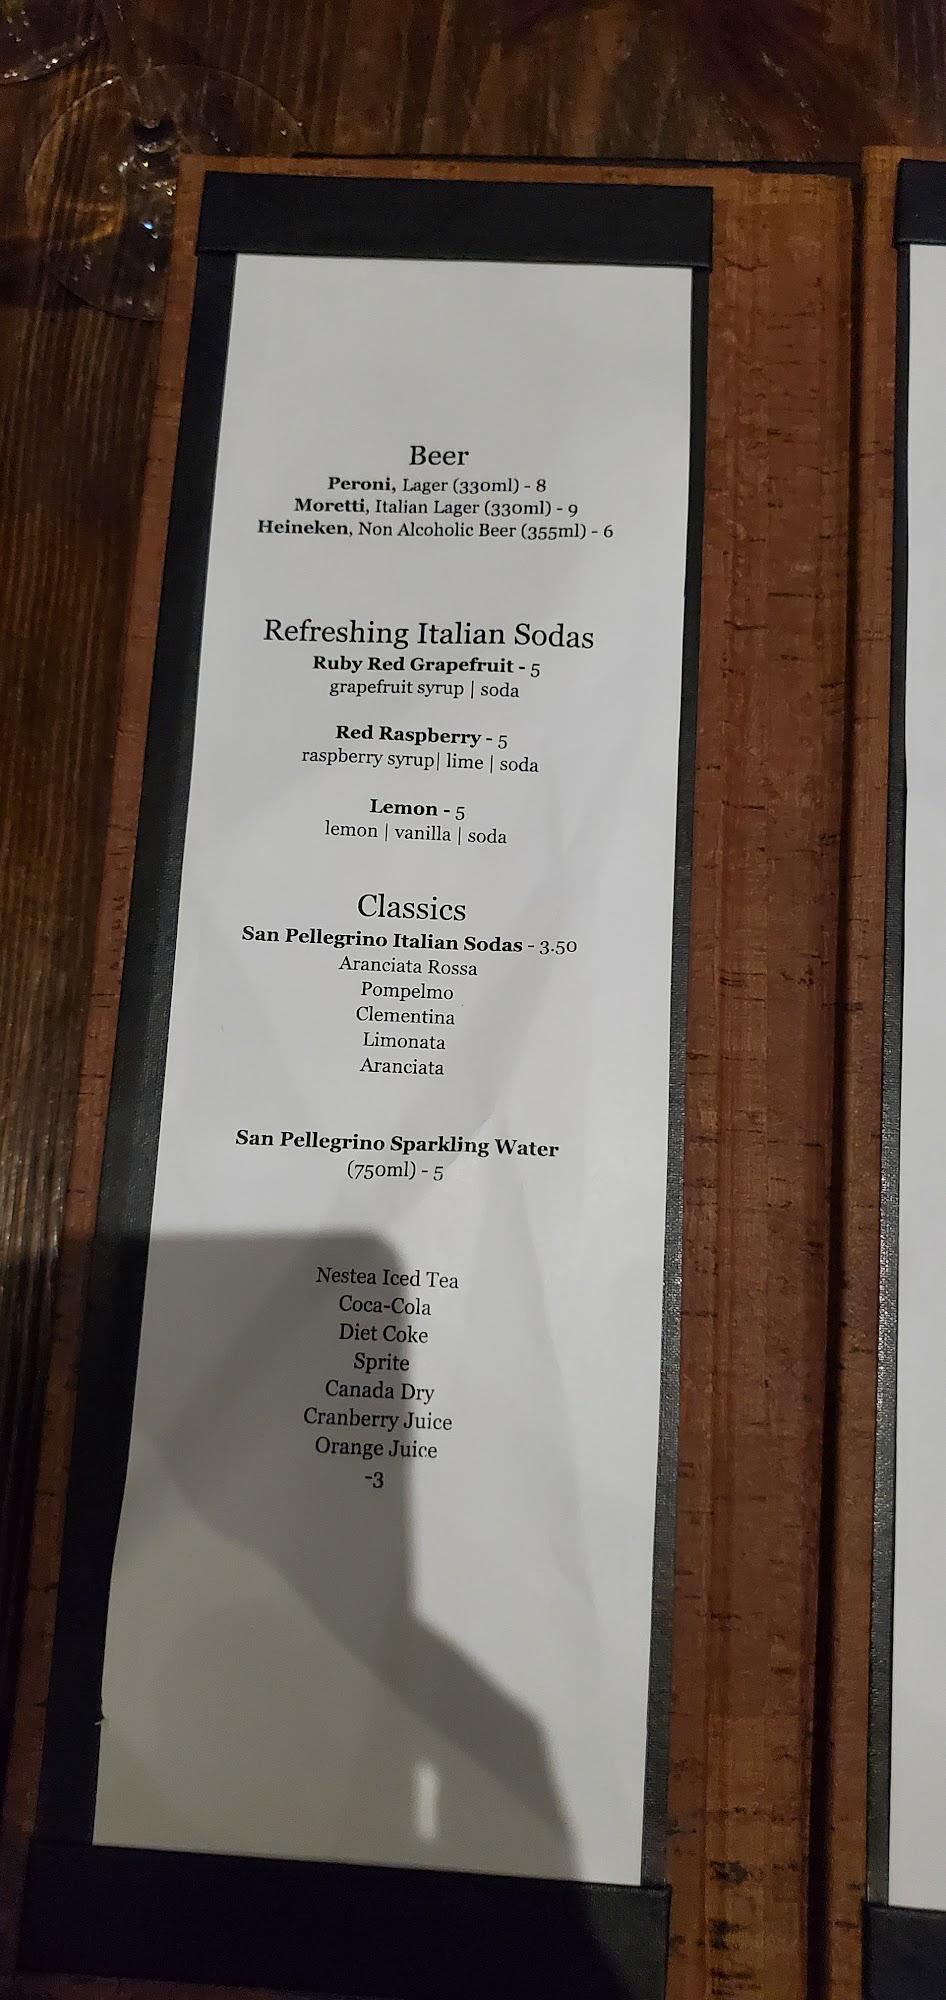 Beer
Peroni, Lager (330ml) - 8
Moretti, Italian Lager (330ml) - 9
Heineken, Non Alcoholic Beer (355ml) - 6
Refreshing Italian Sodas
Ruby Red Grapefruit - 5
grapefruit syrup | soda
Red Raspberry - 5
raspberry syrup| lime | soda
Lemon - 5
lemon | vanilla | soda
Classics
San Pellegrino Italian Sodas - 3.50
Aranciata Rossa
Pompelmo
Clementina
Limonata
Aranciata
San Pellegrino Sparkling Water
(750ml) - 5
Nestea Iced Tea
Coca-Cola
Diet Coke
Sprite
Canada Dry
Cranberry Juice
Orange Juice
-3